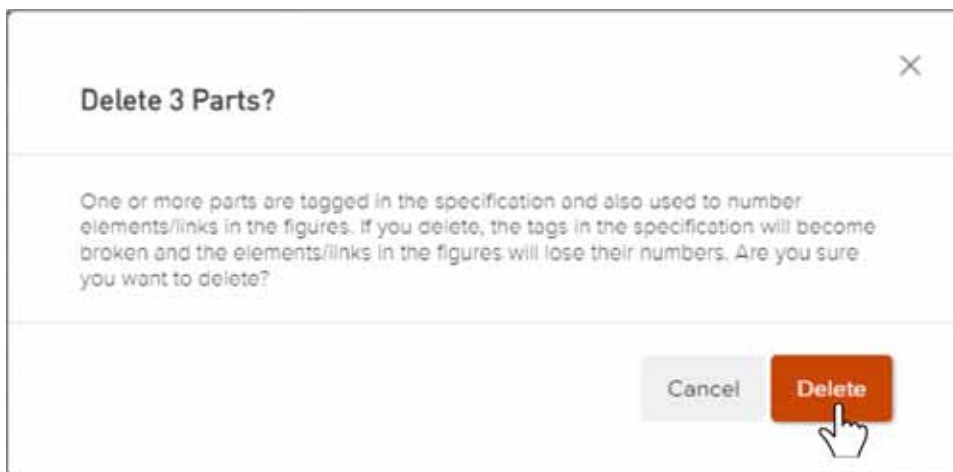 Delete 3 Parts?
One or more parts are tagged in the specification and also used to number
elements/links in the figures. If you delete, the tags in the specification will become
broken and the elements/links in the figures will lose their numbers. Are you sure
you want to delete?
Cancel Delete